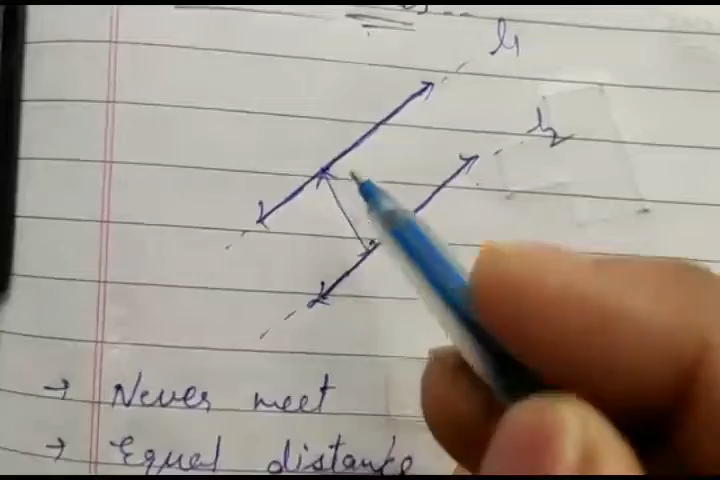 l1
l2
→ Never meet
→ Equal distance